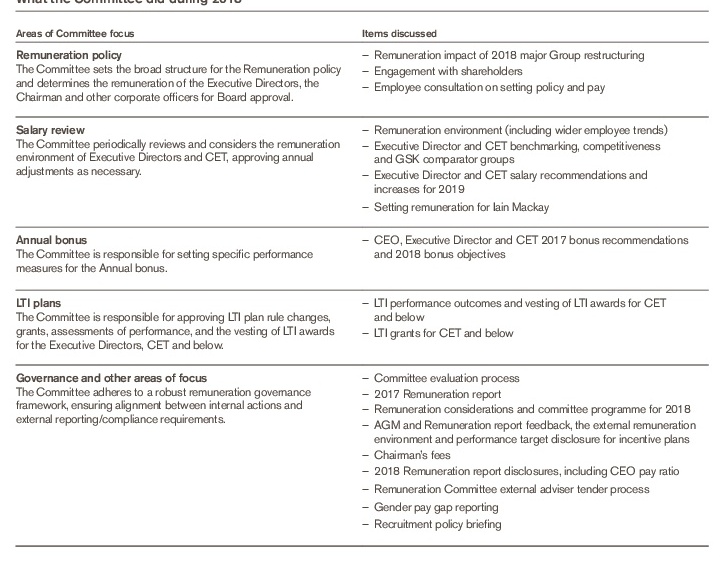 What the Committee did during 2018
Areas of Committee focus
Items discussed
Remuneration policy
The Committee sets the broad structure for the Remuneration policy
and determines the remuneration of the Executive Directors, the
Chairman and other corporate officers for Board approval.
– Remuneration impact of 2018 major Group restructuring
– Engagement with shareholders
– Employee consultation on setting policy and pay
Salary review
The Committee periodically reviews and considers the remuneration
environment of Executive Directors and CET, approving annual
adjustments as necessary.
– Remuneration environment (including wider employee trends)
– Executive Director and CET benchmarking, competitiveness
and GSK comparator groups
– Executive Director and CET salary recommendations and
increases for 2019
– Setting remuneration for Iain Mackay
Annual bonus
The Committee is responsible for setting specific performance
measures for the Annual bonus.
– CEO, Executive Director and CET 2017 bonus recommendations
and 2018 bonus objectives
LTI plans
The Committee is responsible for approving LTI plan rule changes,
grants, assessments of performance, and the vesting of LTI awards
for the Executive Directors, CET and below.
– LTI performance outcomes and vesting of LTI awards for CET
and below
– LTI grants for CET and below
Governance and other areas of focus
The Committee adheres to a robust remuneration governance
framework, ensuring alignment between internal actions and
external reporting/compliance requirements.
– Committee evaluation process
– 2017 Remuneration report
– Remuneration considerations and committee programme for 2018
– AGM and Remuneration report feedback, the external remuneration
environment and performance target disclosure for incentive plans
– Chairman's fees
– 2018 Remuneration report disclosures, including CEO pay ratio
– Remuneration Committee external adviser tender process
– Gender pay gap reporting
– Recruitment policy briefing